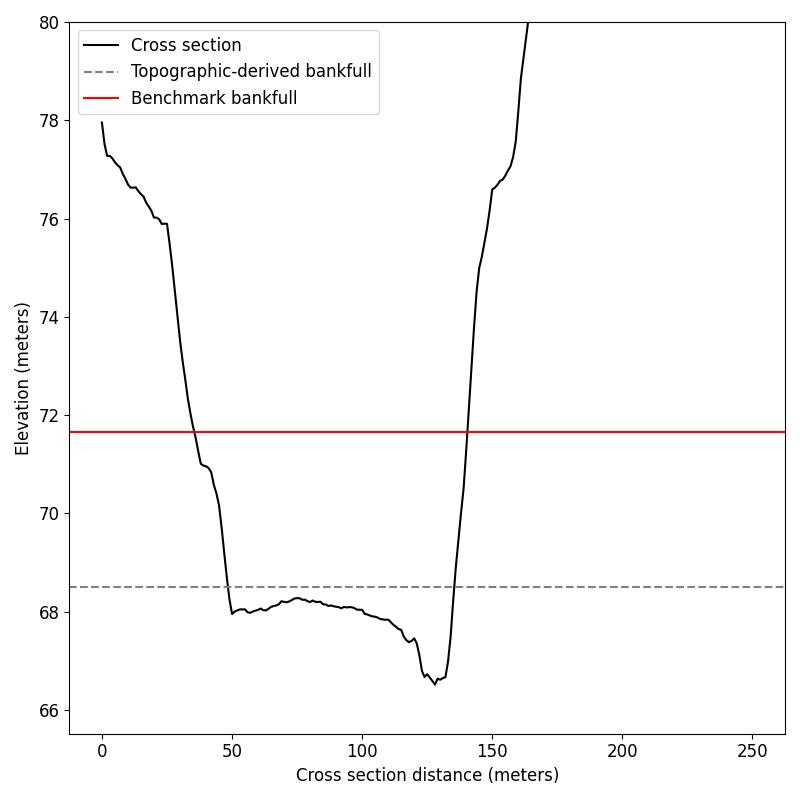 80
78
76
74
72
70
68
66
Elevation (meters)
Cross section
Topographic-derived bankfull
Benchmark bankfull
0 50 100 150 200 250
Cross section distance (meters)